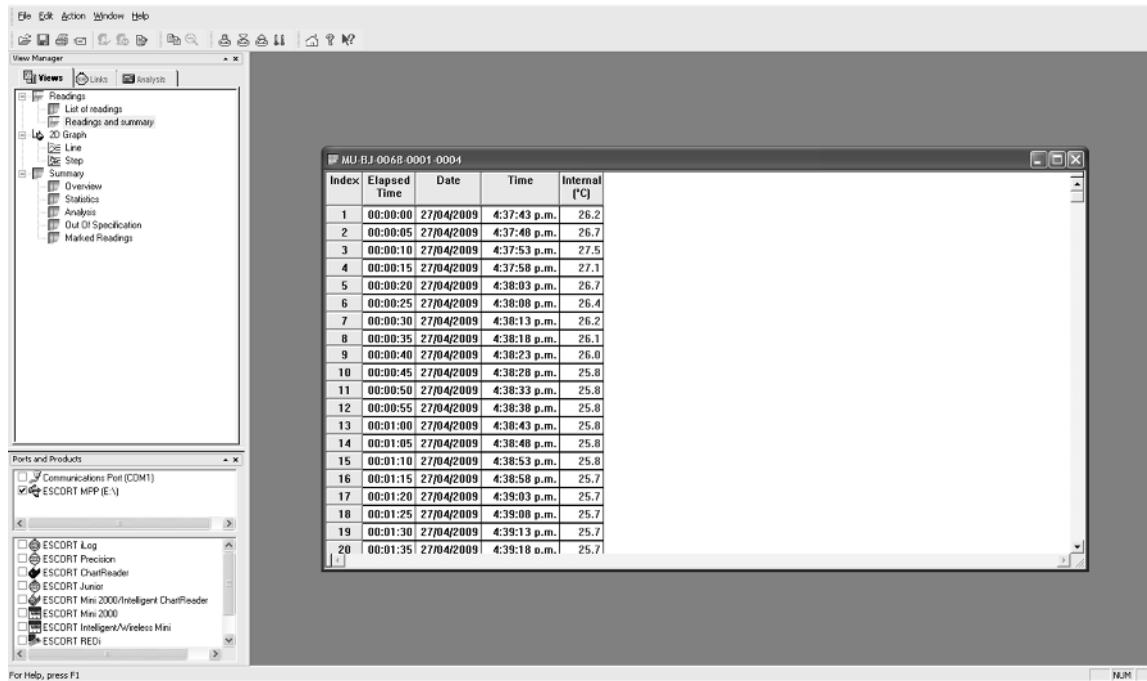 File Edit Action Window Help
View Manager
Views Links Analysis
Readings
List of readings
Readings and summary
2D Graph
Line
Step
Summary
Overview
Statistics
Analysis
Out Of Specification
Marked Readings
MU-BJ-0068-0001-0004
Index Elapsed Time Date Time Internal (°C)
1 00:00:00 27/04/2009 4:37:43 p.m. 26.2
2 00:00:05 27/04/2009 4:37:48 p.m. 26.7
3 00:00:10 27/04/2009 4:37:53 p.m. 27.5
4 00:00:15 27/04/2009 4:37:58 p.m. 27.1
5 00:00:20 27/04/2009 4:38:03 p.m. 26.7
6 00:00:25 27/04/2009 4:38:08 p.m. 26.4
7 00:00:30 27/04/2009 4:38:13 p.m. 26.2
8 00:00:35 27/04/2009 4:38:18 p.m. 26.1
9 00:00:40 27/04/2009 4:38:23 p.m. 26.0
10 00:00:45 27/04/2009 4:38:28 p.m. 25.8
11 00:00:50 27/04/2009 4:38:33 p.m. 25.8
12 00:00:55 27/04/2009 4:38:38 p.m. 25.8
13 00:01:00 27/04/2009 4:38:43 p.m. 25.8
14 00:01:05 27/04/2009 4:38:48 p.m. 25.8
15 00:01:10 27/04/2009 4:38:53 p.m. 25.8
16 00:01:15 27/04/2009 4:38:58 p.m. 25.7
17 00:01:20 27/04/2009 4:39:03 p.m. 25.7
18 00:01:25 27/04/2009 4:39:08 p.m. 25.7
19 00:01:30 27/04/2009 4:39:13 p.m. 25.7
20 00:01:35 27/04/2009 4:39:18 p.m. 25.7
Ports and Products
Communications Port (COM1)
ESCORT MPP (E:\)
ESCORT iLog
ESCORT Precision
ESCORT ChartReader
ESCORT Junior
ESCORT Mini 2000/Intelligent ChartReader
ESCORT Mini 2000
ESCORT Intelligent/Wireless Mini
ESCORT REDi
For Help, press F1
NUM